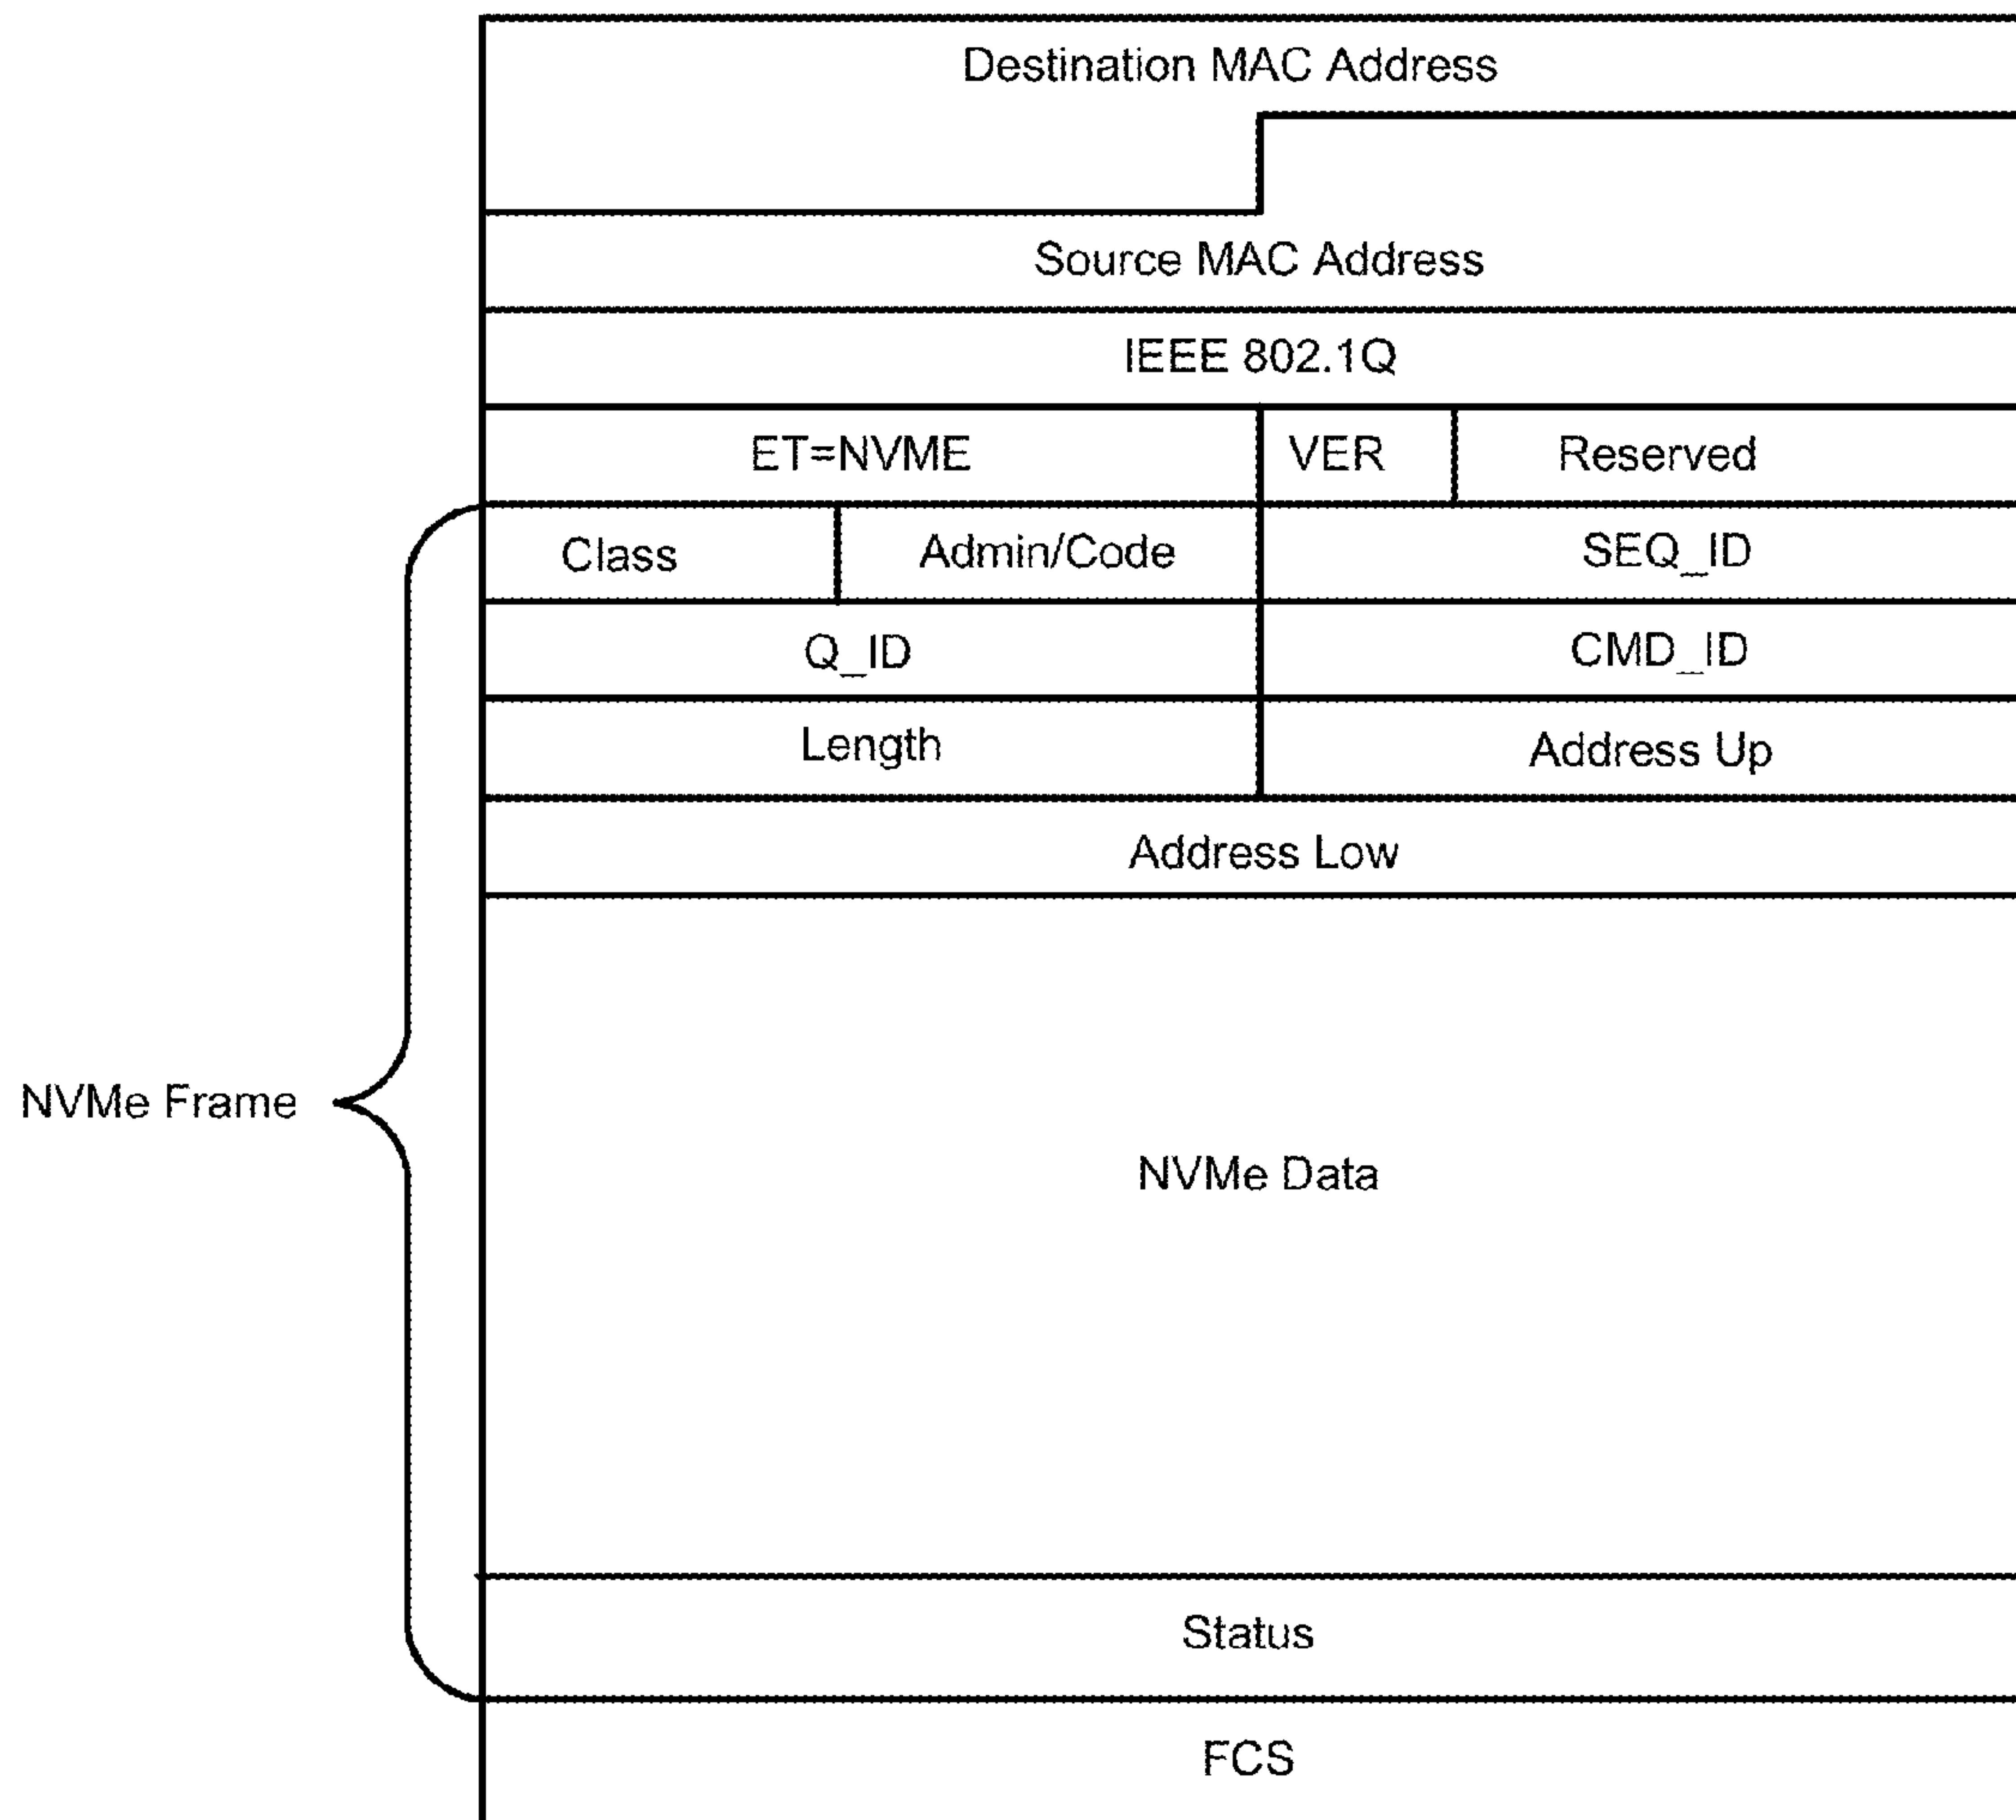 Destination MAC Address
Source MAC Address
IEEE 802.1Q
ET=NVME VER Reserved
Class Admin/Code SEQ_ID
Q_ID CMD_ID
Length Address Up
Address Low
NVMe Frame
NVMe Data
Status
FCS